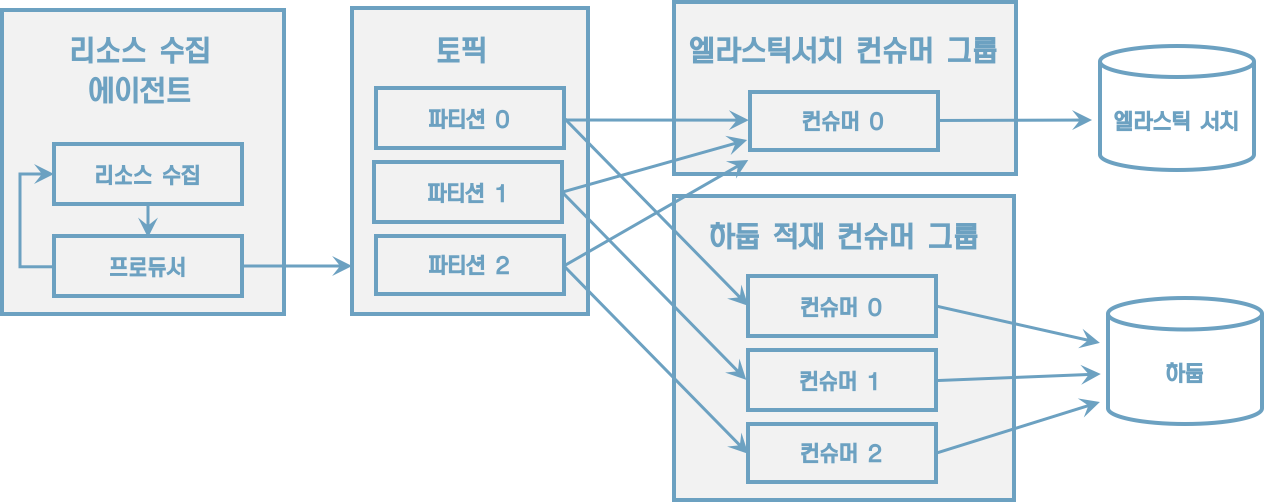 리소스 수집
에이전트
리소스 수집
프로듀서
토픽
파티션 0
파티션 1
파티션 2
엘라스틱서치 컨슈머 그룹
컨슈머 0
하둡 적재 컨슈머 그룹
컨슈머 0
컨슈머 1
컨슈머 2
엘라스틱 서치
하둡